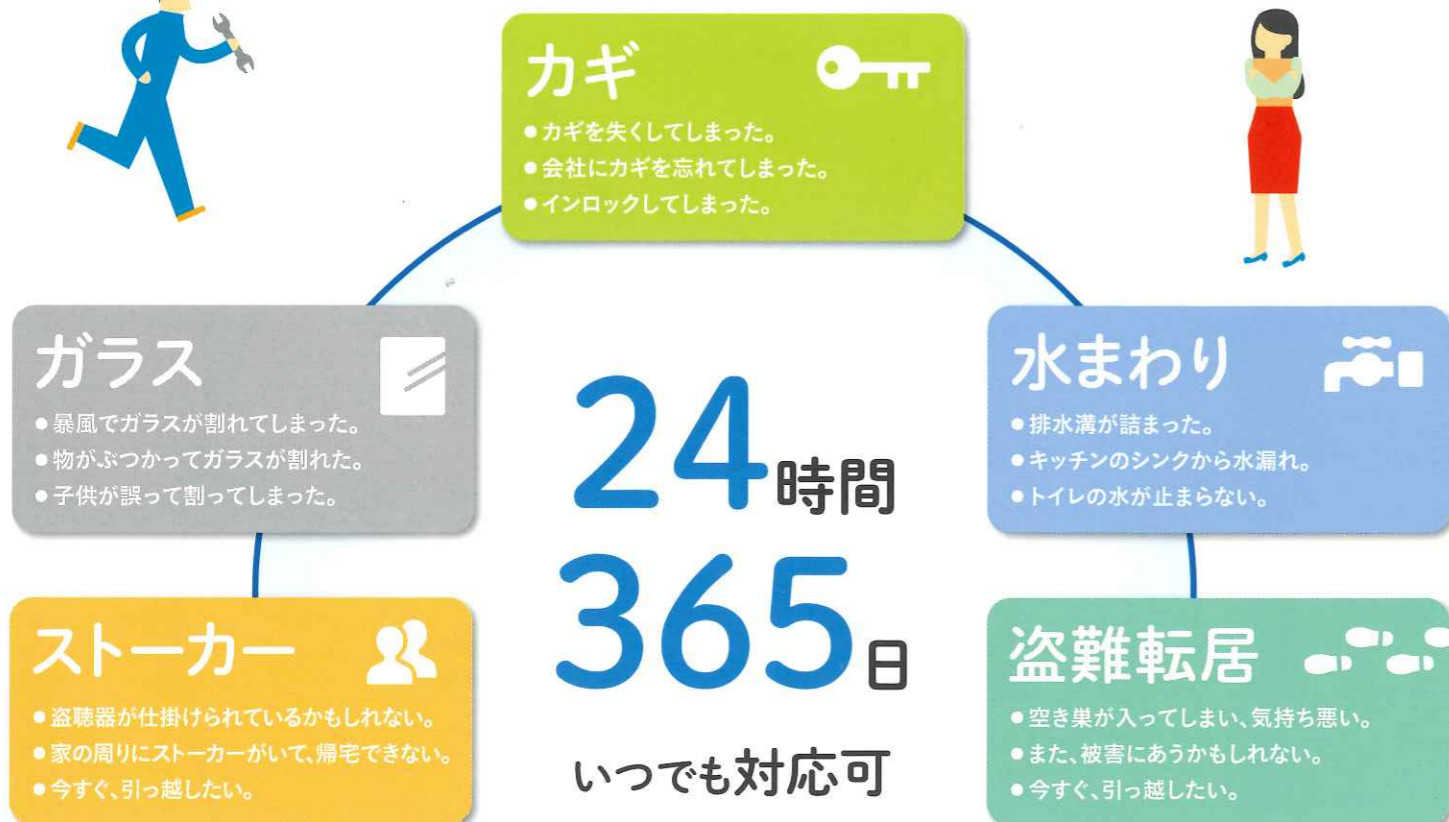 カギ
●カギを失くしてしまった。
●会社にカギを忘れてしまった。
●インロックしてしまった。
ガラス
●暴風でガラスが割れてしまった。
●物がぶつかってガラスが割れた。
●子供が誤って割ってしまった。
水まわり
●排水溝が詰まった。
●キッチンのシンクから水漏れ。
●トイレの水が止まらない。
24時間
365日
いつでも対応可
ストーカー
●盗聴器が仕掛けられているかもしれない。
●家の周りにストーカーがいて、帰宅できない。
●今すぐ、引っ越したい。
盗難転居
●空き巣が入ってしまい、気持ち悪い。
●また、被害にあうかもしれない。
●今すぐ、引っ越したい。